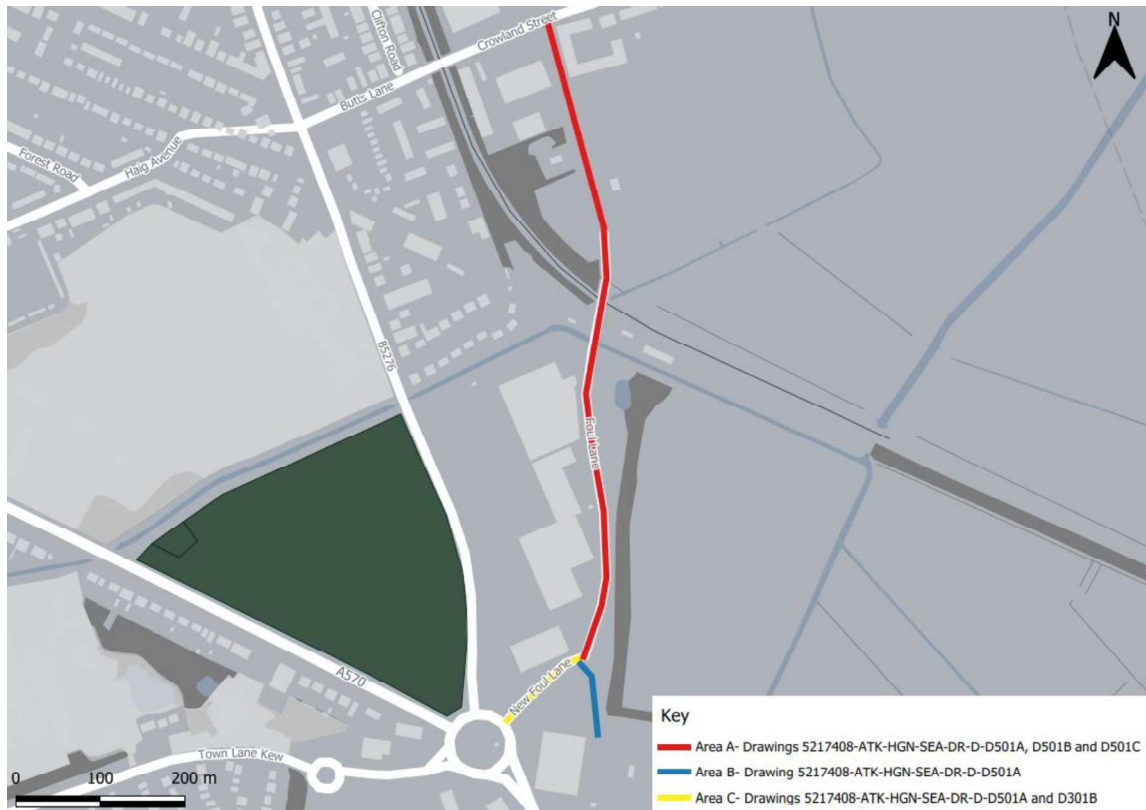 N
Crowland Street
Clifton Road
Butts Lane
Haig Avenue
Forest Road
B5276
Foul Lane
New Foul Lane
A570
Town Lane Kew
0 100 200 m
Key
Area A- Drawings 5217408-ATK-HGN-SEA-DR-D-D501A, D501B and D501C
Area B- Drawing 5217408-ATK-HGN-SEA-DR-D-D501A
Area C- Drawings 5217408-ATK-HGN-SEA-DR-D-D501A and D301B